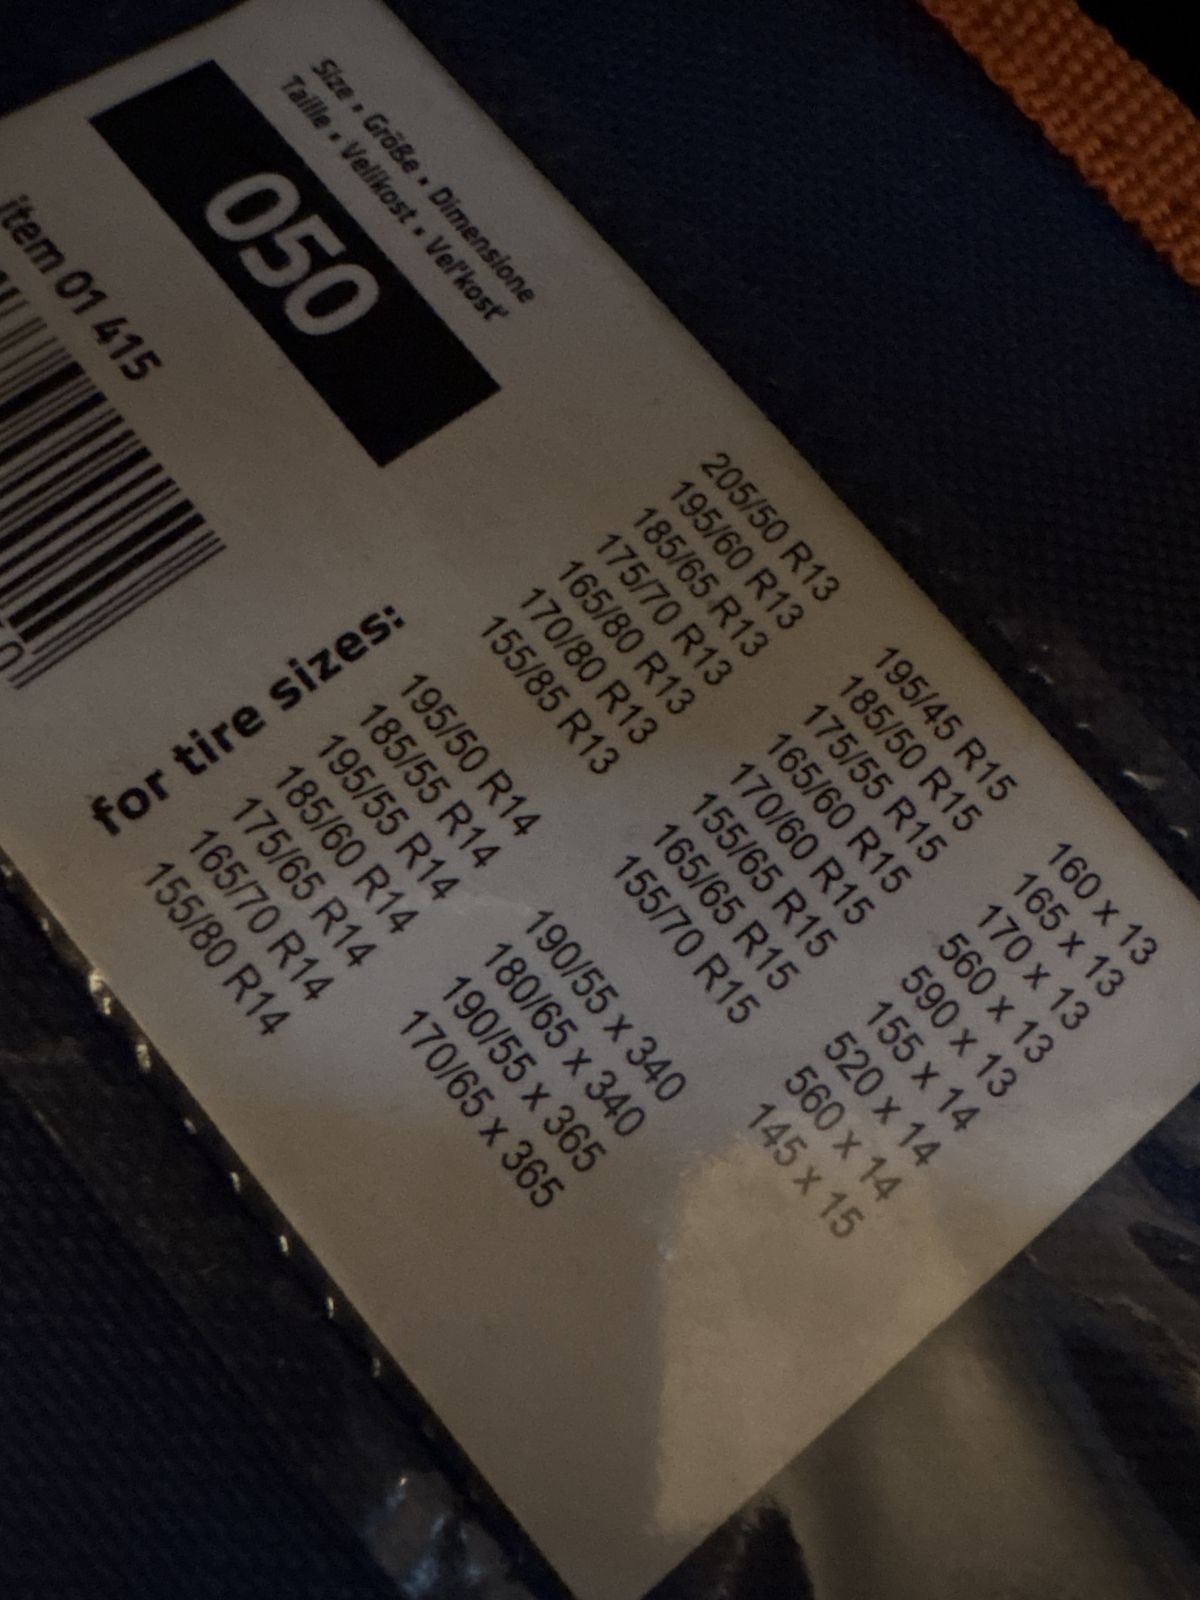 Size • Größe • Dimensione
Taille • Velikost • Veľkosť
050
item 01 415
for tire sizes:
205/50 R13
195/60 R13
185/65 R13
175/70 R13
165/80 R13
170/80 R13
155/85 R13
195/50 R14
185/55 R14
195/55 R14
185/60 R14
175/65 R14
165/70 R14
155/80 R14
195/45 R15
185/50 R15
175/55 R15
165/60 R15
170/60 R15
155/65 R15
165/65 R15
155/70 R15
190/55 x 340
180/65 x 340
190/55 x 365
170/65 x 365
160 x 13
165 x 13
170 x 13
560 x 13
590 x 13
155 x 14
520 x 14
560 x 14
145 x 15